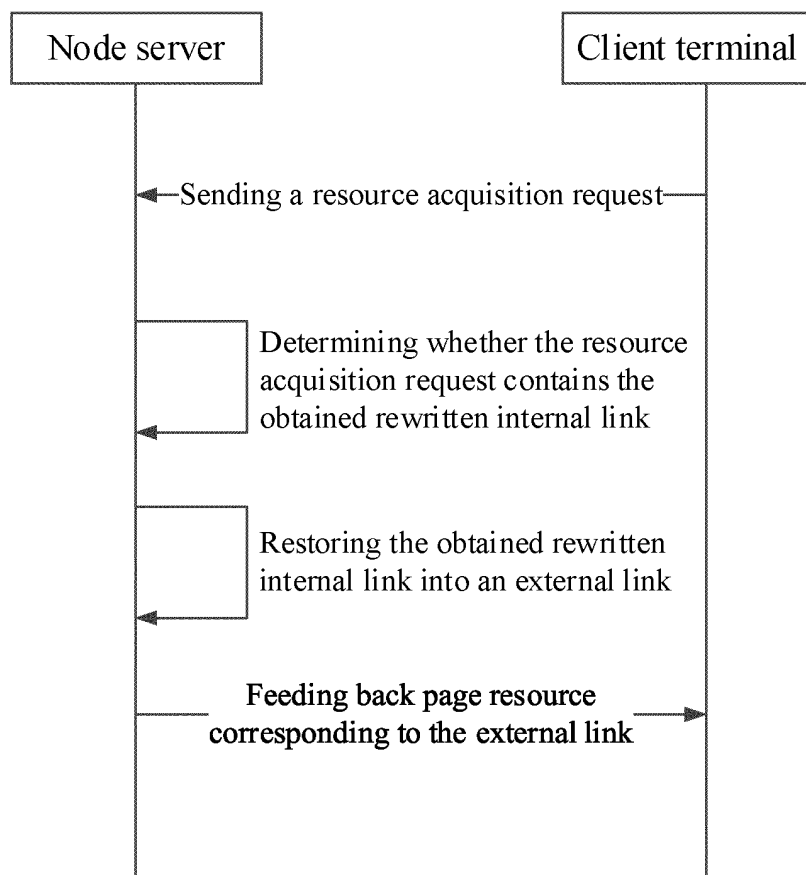 Node server
Client terminal
Sending a resource acquisition request
Determining whether the resource
acquisition request contains the
obtained rewritten internal link
Restoring the obtained rewritten
internal link into an external link
Feeding back page resource
corresponding to the external link